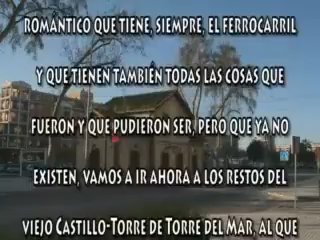 ROMANTICO QUE TIENE, SIEMPRE, EL FERROCARRIL
Y QUE TIENEN TAMBIÉN TODAS LAS COSAS QUE
FUERON Y QUE PUDIERON SER, PERO QUE YA NO
EXISTEN, VAMOS A IR AHORA A LOS RESTOS DEL
VIEJO CASTILLO-TORRE DE TORRE DEL MAR, AL QUE